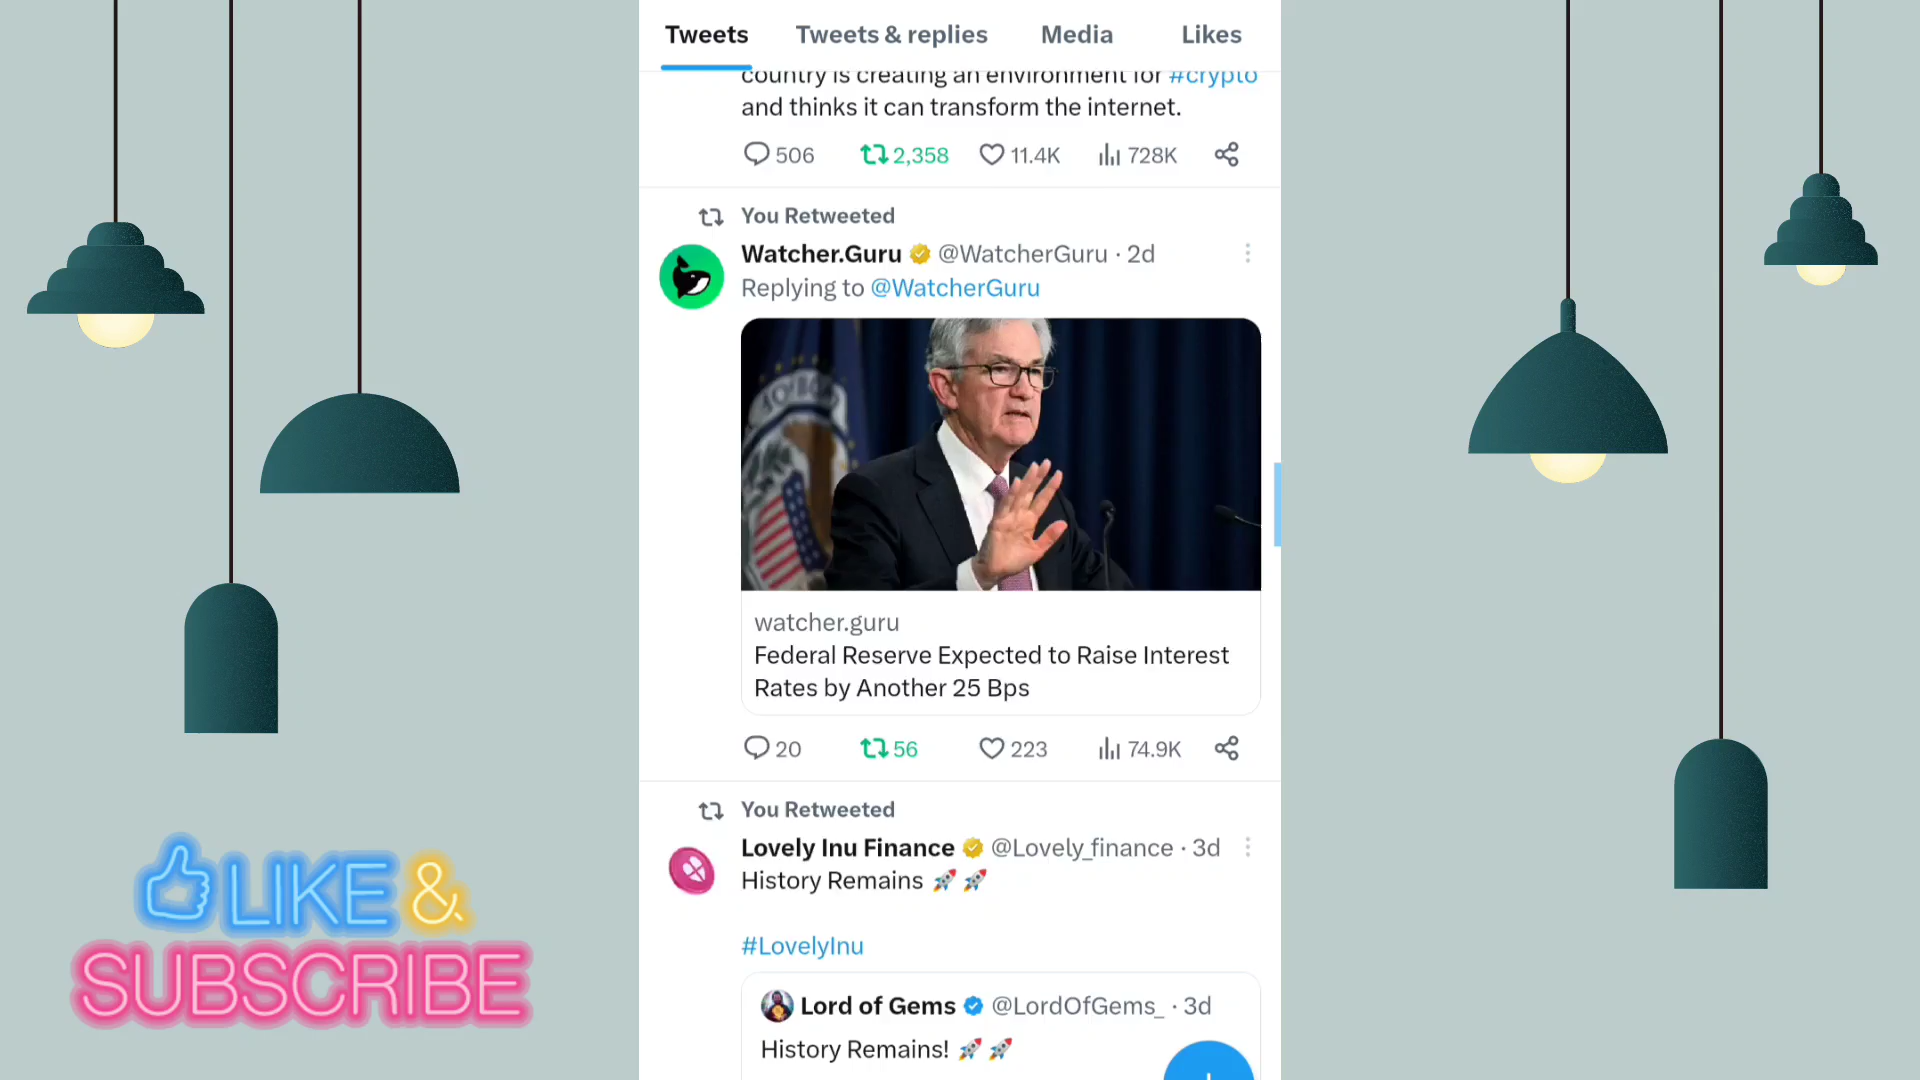 Tweets Tweets & replies Media Likes
country is creating an environment for #crypto
and thinks it can transform the internet.
506 2,358 11.4K 728K
You Retweeted
Watcher.Guru @WatcherGuru · 2d
Replying to @WatcherGuru
watcher.guru
Federal Reserve Expected to Raise Interest
Rates by Another 25 Bps
20 56 223 74.9K
You Retweeted
Lovely Inu Finance @Lovely_finance · 3d
History Remains 🚀 🚀
#LovelyInu
Lord of Gems @LordOfGems_ · 3d
History Remains! 🚀 🚀
LIKE &
SUBSCRIBE